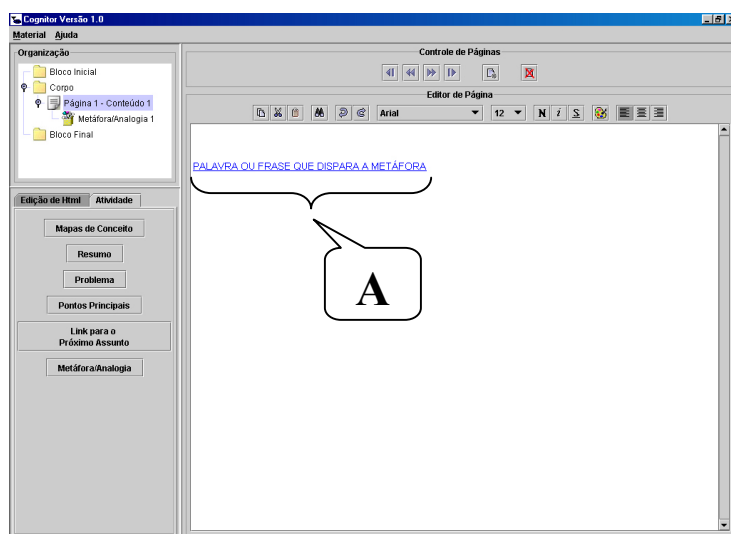 Cognitor Versão 1.0
Material Ajuda
Organização
Bloco Inicial
Corpo
Página 1 - Conteúdo 1
Metáfora/Analogia 1
Bloco Final
Edição de Html Atividade
Mapas de Conceito
Resumo
Problema
Pontos Principais
Link para o
Próximo Assunto
Metáfora/Analogia
Controle de Páginas
Editor de Página
Arial 12 N i S
PALAVRA OU FRASE QUE DISPARA A METÁFORA
A